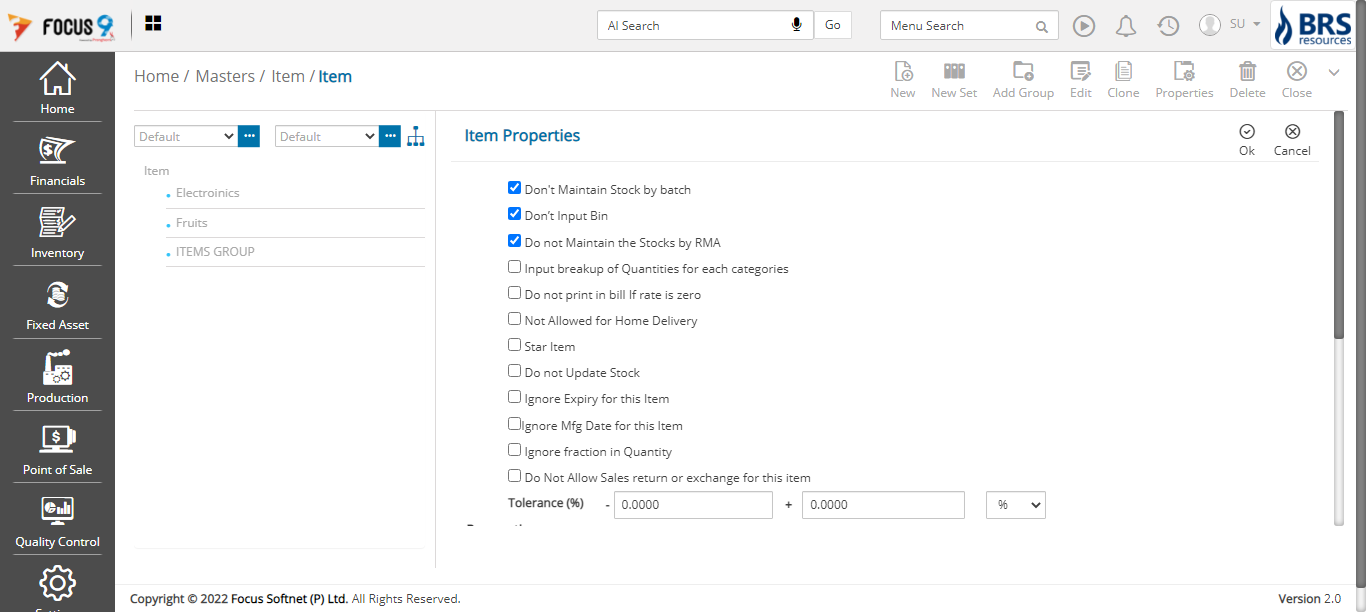 FOCUS 9
AI Search
Go
Menu Search
SU
BRS
resources
Home
Financials
Inventory
Fixed Asset
Production
Point of Sale
Quality Control
Home / Masters / Item / Item
New
New Set
Add Group
Edit
Clone
Properties
Delete
Close
Default
Default
Item
Electroinics
Fruits
ITEMS GROUP
Item Properties
Ok
Cancel
Don't Maintain Stock by batch
Don't Input Bin
Do not Maintain the Stocks by RMA
Input breakup of Quantities for each categories
Do not print in bill If rate is zero
Not Allowed for Home Delivery
Star Item
Do not Update Stock
Ignore Expiry for this Item
Ignore Mfg Date for this Item
Ignore fraction in Quantity
Do Not Allow Sales return or exchange for this item
Tolerance (%) - 0.0000 + 0.0000 %
Copyright © 2022 Focus Softnet (P) Ltd. All Rights Reserved.
Version 2.0